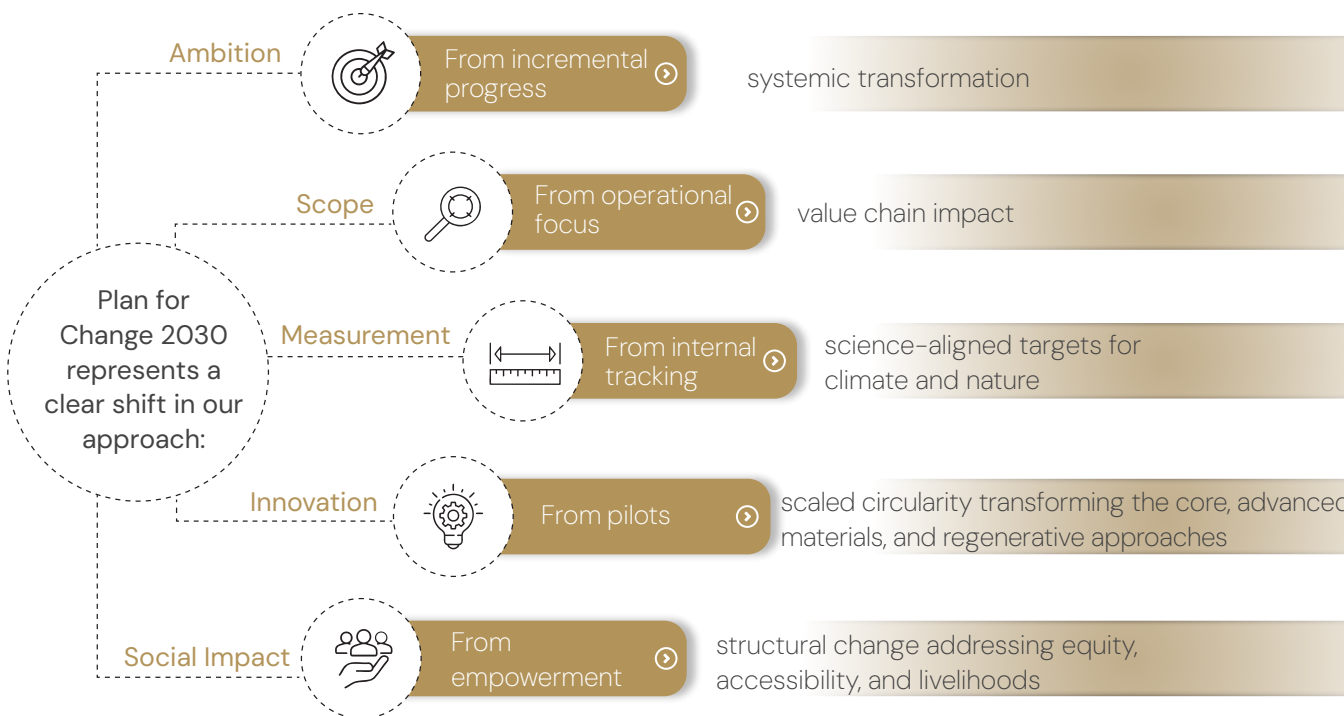 Plan for
Change 2030
represents a
clear shift in our
approach:
Ambition
From incremental
progress
systemic transformation
Scope
From operational
focus
value chain impact
Measurement
From internal
tracking
science-aligned targets for
climate and nature
Innovation
From pilots
scaled circularity transforming the core, advanced
materials, and regenerative approaches
Social Impact
From
empowerment
structural change addressing equity,
accessibility, and livelihoods